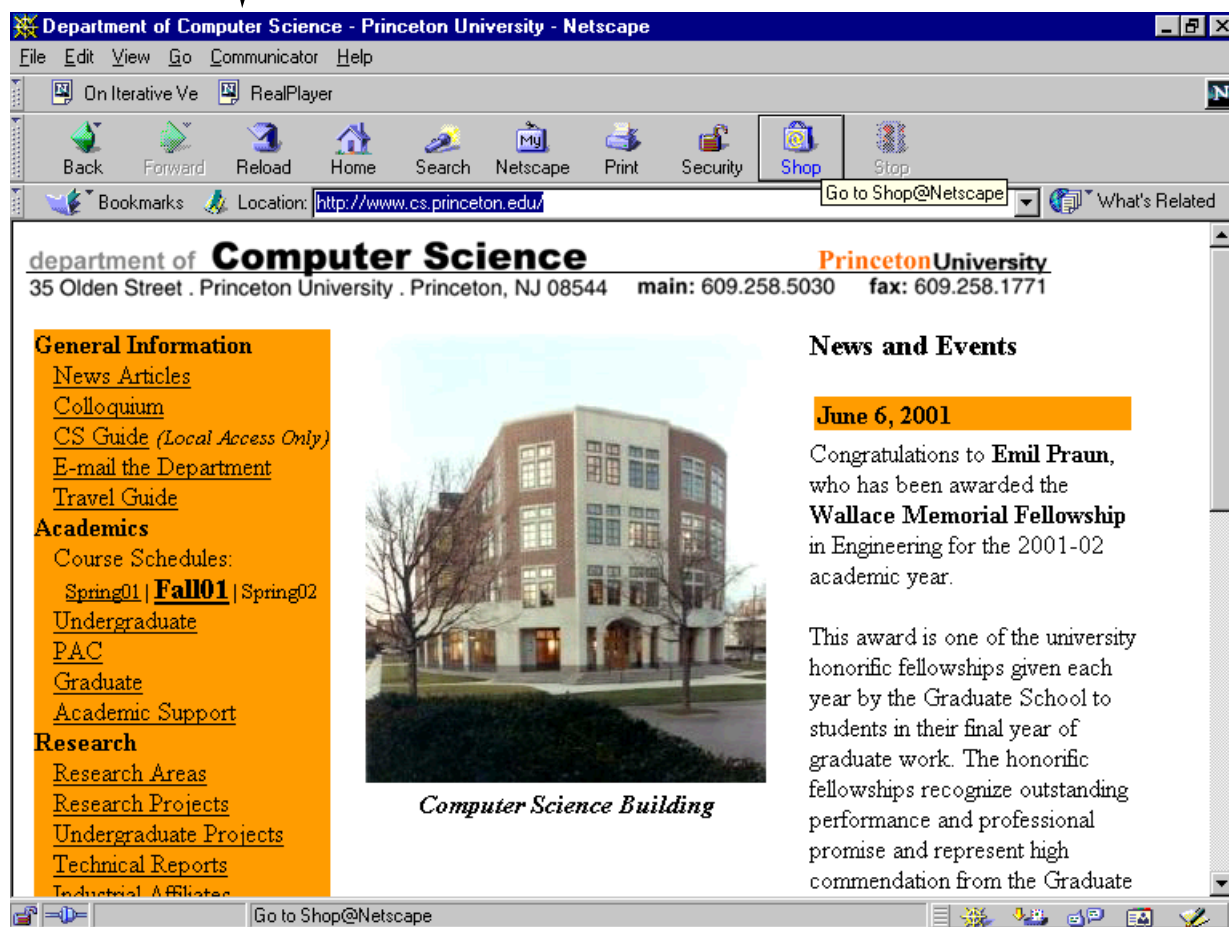 Department of Computer Science - Princeton University - Netscape
File Edit View Go Communicator Help
On Iterative Ve RealPlayer
Back Forward Reload Home Search My Netscape Print Security Shop Stop
Go to Shop@Netscape
Bookmarks Location: http://www.cs.princeton.edu/ What's Related
department of Computer Science PrincetonUniversity
35 Olden Street . Princeton University . Princeton, NJ 08544 main: 609.258.5030 fax: 609.258.1771
General Information
News Articles
Colloquium
CS Guide (Local Access Only)
E-mail the Department
Travel Guide
Academics
Course Schedules:
Spring01 | Fall01 | Spring02
Undergraduate
PAC
Graduate
Academic Support
Research
Research Areas
Research Projects
Undergraduate Projects
Technical Reports
Industrial Affiliates
Computer Science Building
News and Events
June 6, 2001
Congratulations to Emil Praun,
who has been awarded the
Wallace Memorial Fellowship
in Engineering for the 2001-02
academic year.
This award is one of the university
honorific fellowships given each
year by the Graduate School to
students in their final year of
graduate work. The honorific
fellowships recognize outstanding
performance and professional
promise and represent high
commendation from the Graduate
Go to Shop@Netscape